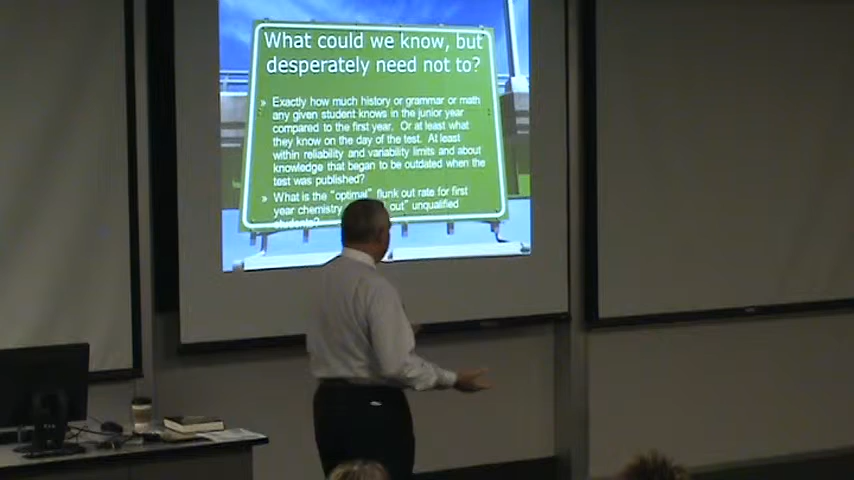 What could we know, but
desperately need not to?
» Exactly how much history or grammar or math
any given student knows in the junior year
compared to the first year. Or at least what
they know on the day of the test. At least
within reliability and variability limits and about
knowledge that began to be outdated when the
test was published?
» What is the "optimal" flunk out rate for first
year chemistry out" unqualified
students?